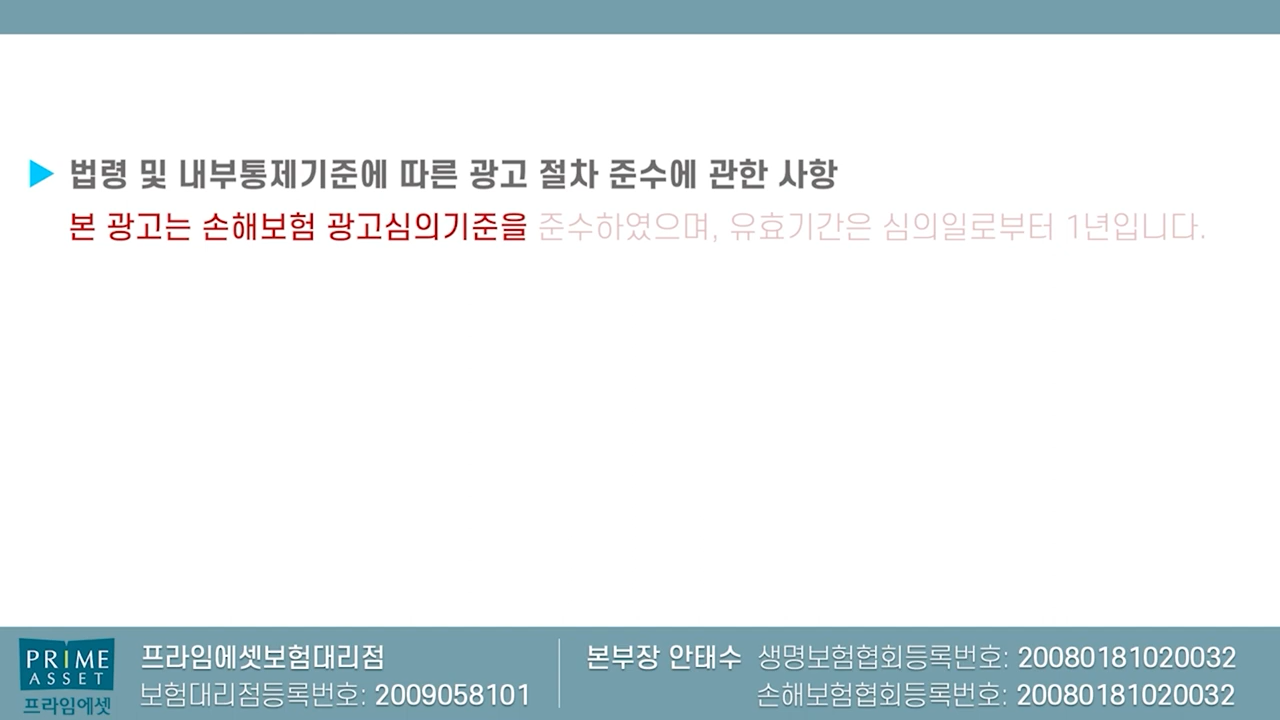 법령 및 내부통제기준에 따른 광고 절차 준수에 관한 사항
본 광고는 손해보험 광고심의기준을 준수하였으며, 유효기간은 심의일로부터 1년입니다.
PRIME
ASSET
프라임에셋
프라임에셋보험대리점
보험대리점등록번호: 2009058101
본부장 안태수 생명보험협회등록번호: 20080181020032
손해보험협회등록번호: 20080181020032